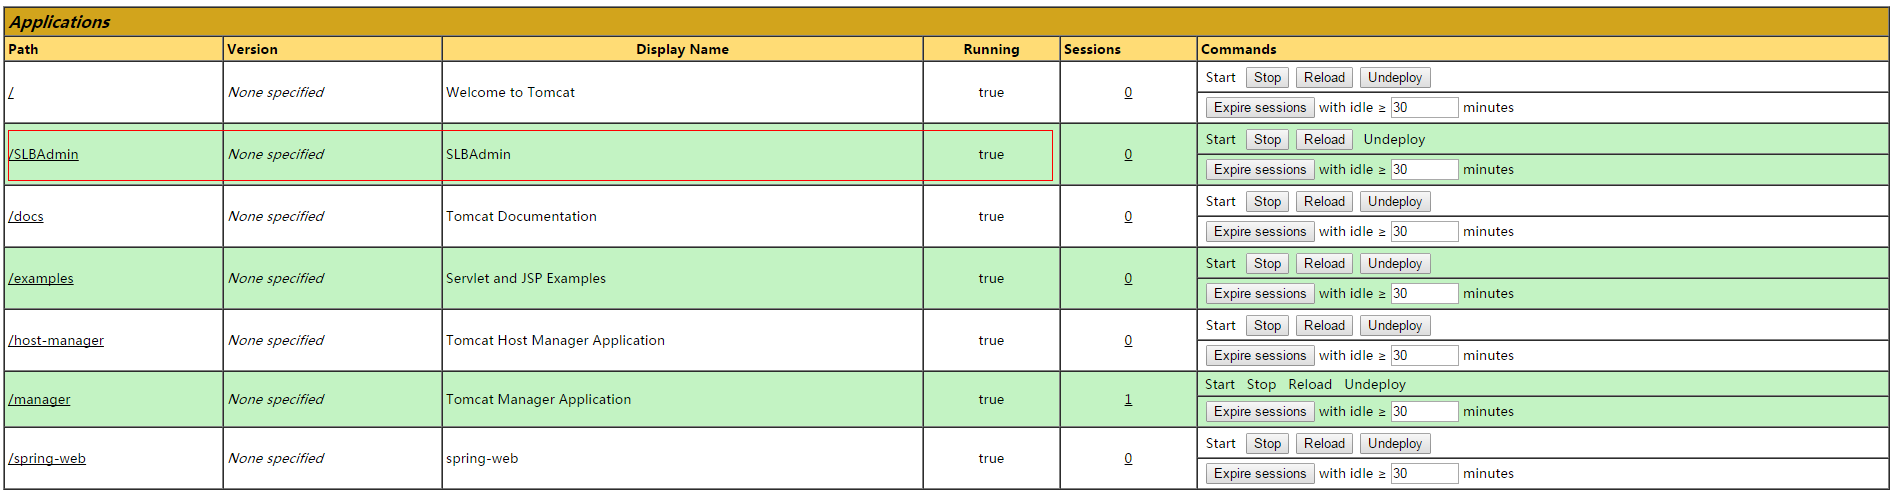 Applications
Path Version Display Name Running Sessions Commands
/ None specified Welcome to Tomcat true 0 Start Stop Reload Undeploy
Expire sessions with idle ≥ 30 minutes
/SLBAdmin None specified SLBAdmin true 0 Start Stop Reload Undeploy
Expire sessions with idle ≥ 30 minutes
/docs None specified Tomcat Documentation true 0 Start Stop Reload Undeploy
Expire sessions with idle ≥ 30 minutes
/examples None specified Servlet and JSP Examples true 0 Start Stop Reload Undeploy
Expire sessions with idle ≥ 30 minutes
/host-manager None specified Tomcat Host Manager Application true 0 Start Stop Reload Undeploy
Expire sessions with idle ≥ 30 minutes
/manager None specified Tomcat Manager Application true 1 Start Stop Reload Undeploy
Expire sessions with idle ≥ 30 minutes
/spring-web None specified spring-web true 0 Start Stop Reload Undeploy
Expire sessions with idle ≥ 30 minutes